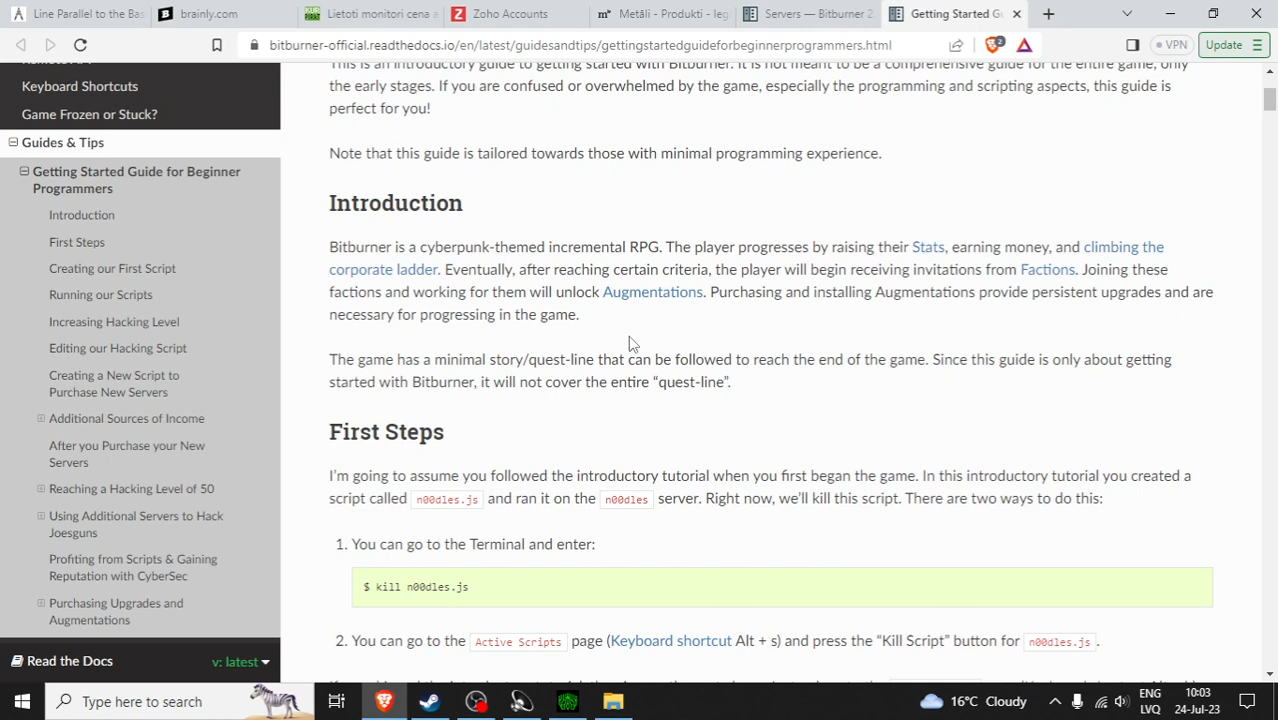 Line Parallel to the Bas
brainly.com
Lietoti monitori cena a
Zoho Accounts
Metāli - Produkti - leg
Servers — Bitburner 2.
Getting Started Gu
bitburner-official.readthedocs.io/en/latest/guidesandtips/gettingstartedguideforbeginnerprogrammers.html
2
VPN
Update
Keyboard Shortcuts
Game Frozen or Stuck?
Guides & Tips
Getting Started Guide for Beginner
Programmers
Introduction
First Steps
Creating our First Script
Running our Scripts
Increasing Hacking Level
Editing our Hacking Script
Creating a New Script to
Purchase New Servers
Additional Sources of Income
After you Purchase your New
Servers
Reaching a Hacking Level of 50
Using Additional Servers to Hack
Joesguns
Profiting from Scripts & Gaining
Reputation with CyberSec
Purchasing Upgrades and
Augmentations
Read the Docs
v: latest
This is an introductory guide to getting started with Bitburner. It is not meant to be a comprehensive guide for the entire game, only
the early stages. If you are confused or overwhelmed by the game, especially the programming and scripting aspects, this guide is
perfect for you!
Note that this guide is tailored towards those with minimal programming experience.
Introduction
Bitburner is a cyberpunk-themed incremental RPG. The player progresses by raising their Stats, earning money, and climbing the
corporate ladder. Eventually, after reaching certain criteria, the player will begin receiving invitations from Factions. Joining these
factions and working for them will unlock Augmentations. Purchasing and installing Augmentations provide persistent upgrades and are
necessary for progressing in the game.
The game has a minimal story/quest-line that can be followed to reach the end of the game. Since this guide is only about getting
started with Bitburner, it will not cover the entire “quest-line”.
First Steps
I’m going to assume you followed the introductory tutorial when you first began the game. In this introductory tutorial you created a
script called n00dles.js and ran it on the n00dles server. Right now, we’ll kill this script. There are two ways to do this:
1. You can go to the Terminal and enter:
$ kill n00dles.js
2. You can go to the Active Scripts page (Keyboard shortcut Alt + s) and press the “Kill Script” button for n00dles.js.
Type here to search
16°C Cloudy
ENG
LVQ
10:03
24-Jul-23